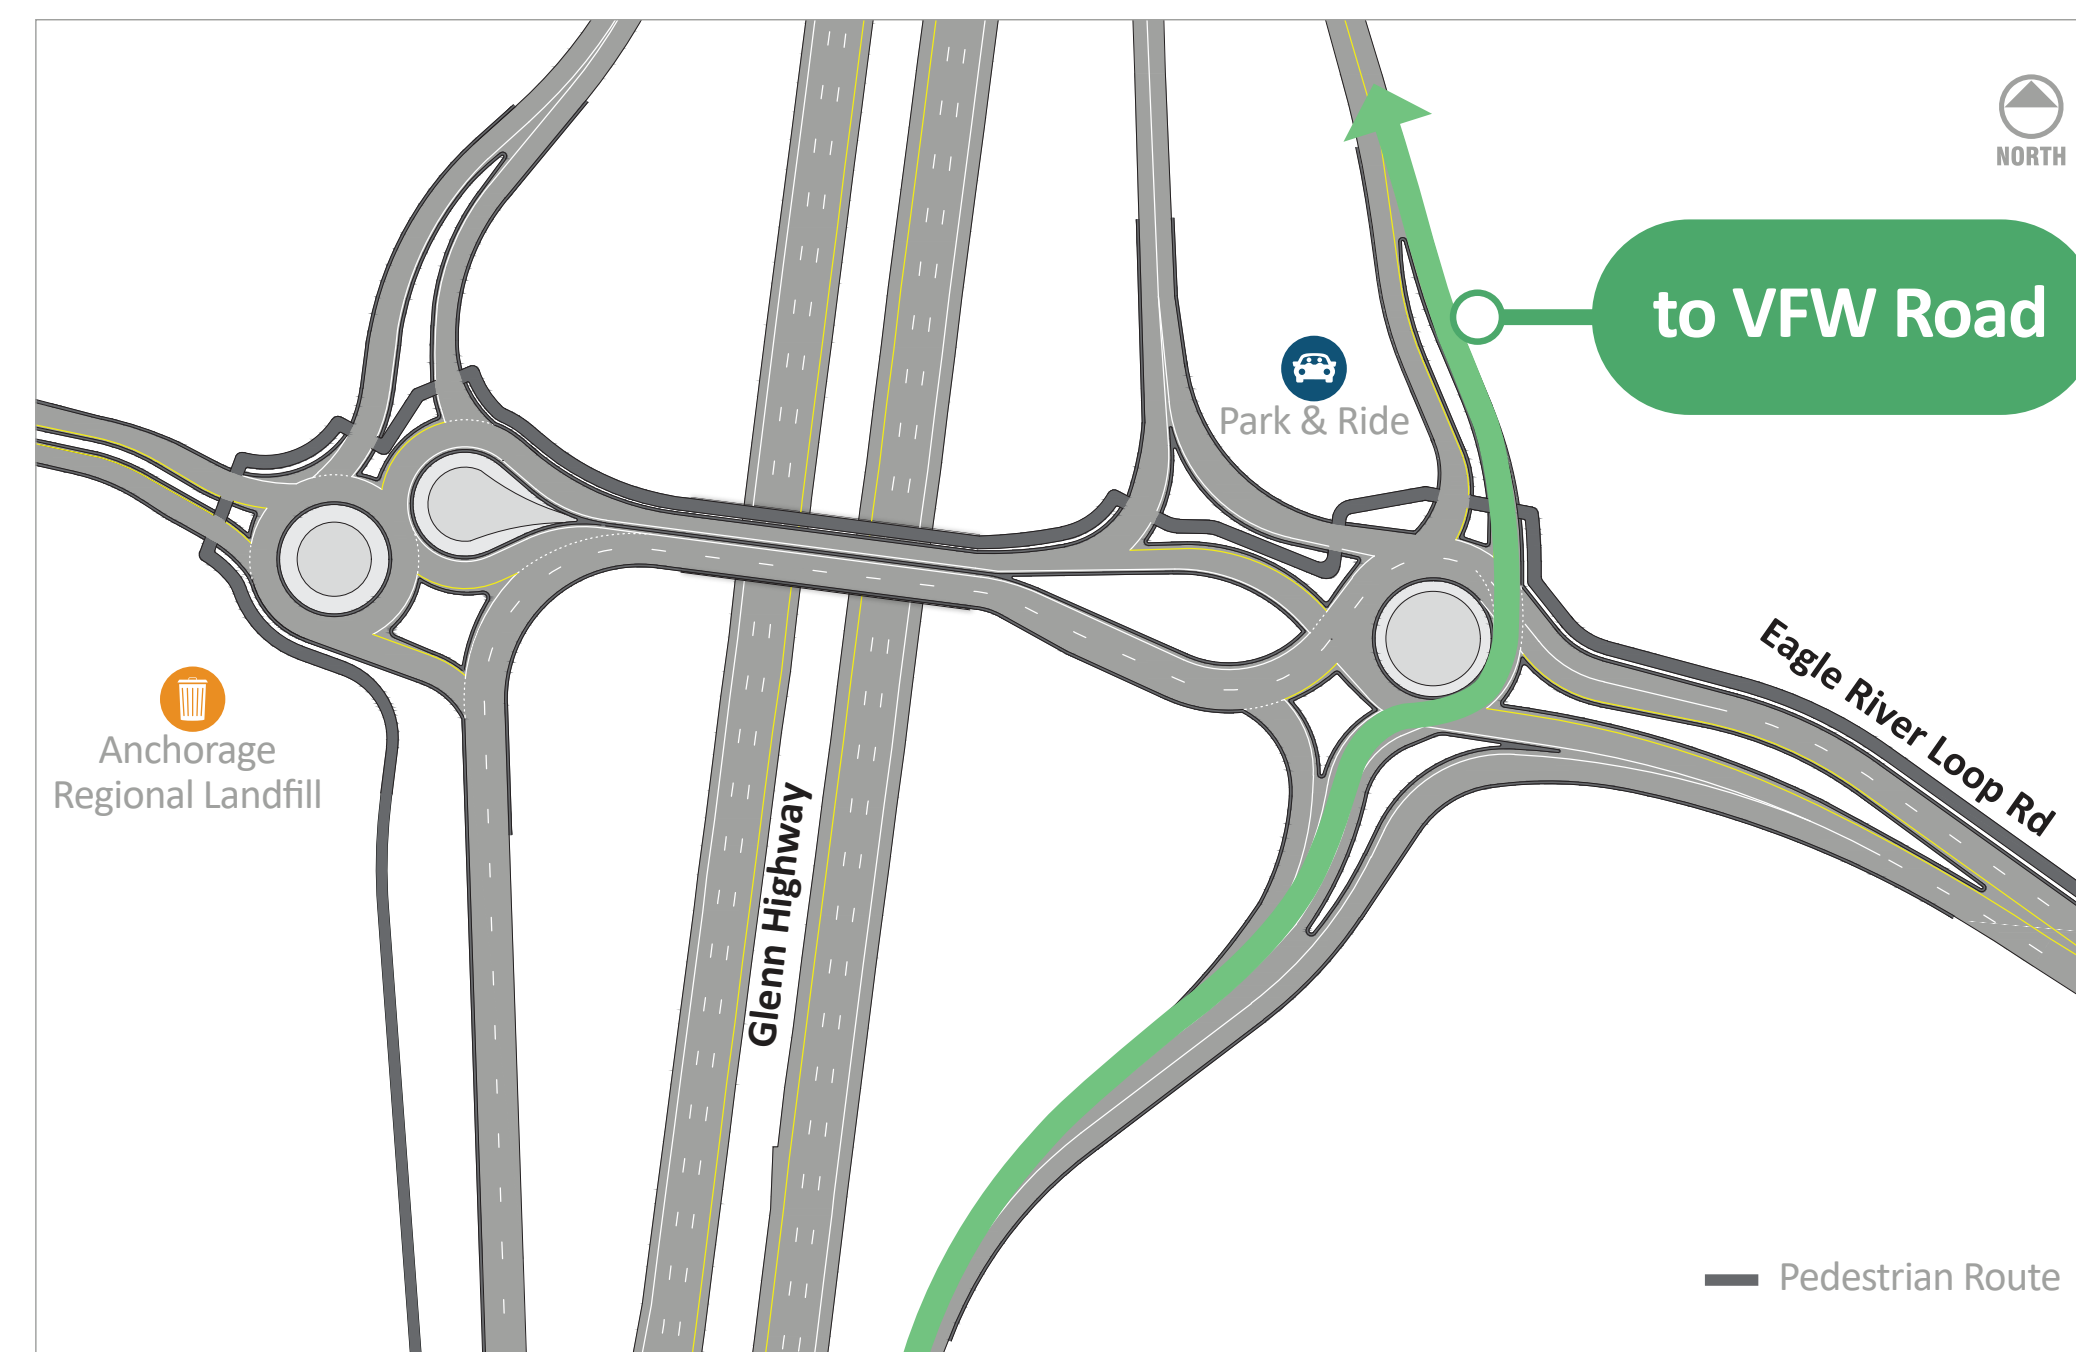 NORTH
to VFW Road
Park & Ride
Eagle River Loop Rd
Anchorage
Regional Landfill
Glenn Highway
Pedestrian Route